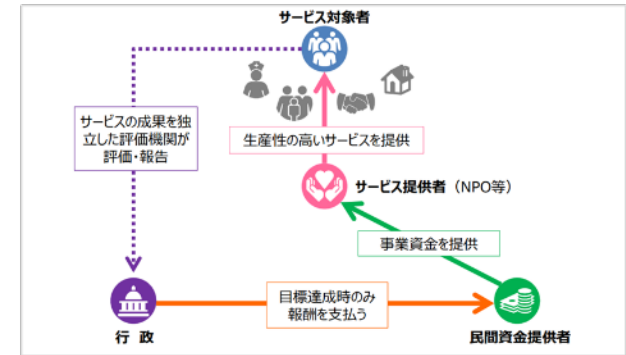 サービス対象者
サービスの成果を独
立した評価機関が
評価・報告
生産性の高いサービスを提供
サービス提供者（NPO等）
事業資金を提供
目標達成時のみ
報酬を支払う
行 政
民間資金提供者